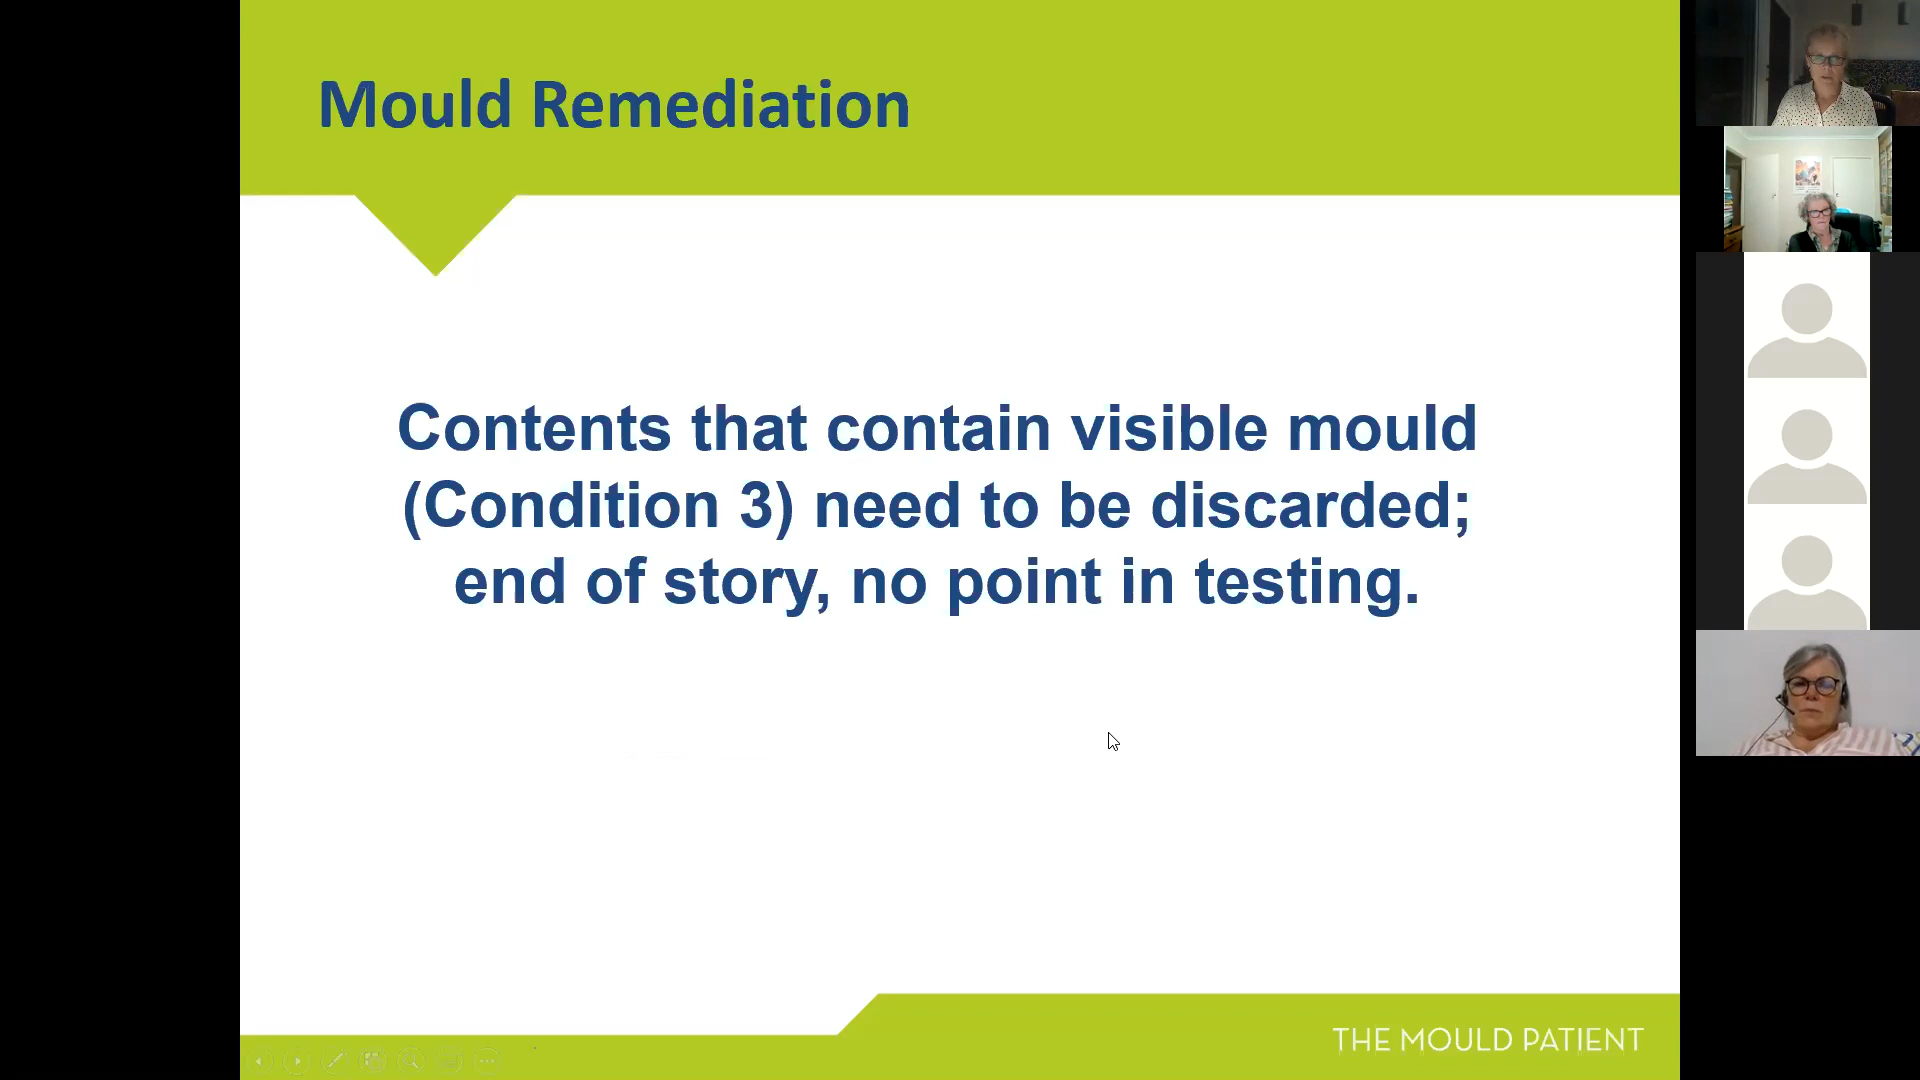 Mould Remediation
Contents that contain visible mould
(Condition 3) need to be discarded;
end of story, no point in testing.
THE MOULD PATIENT